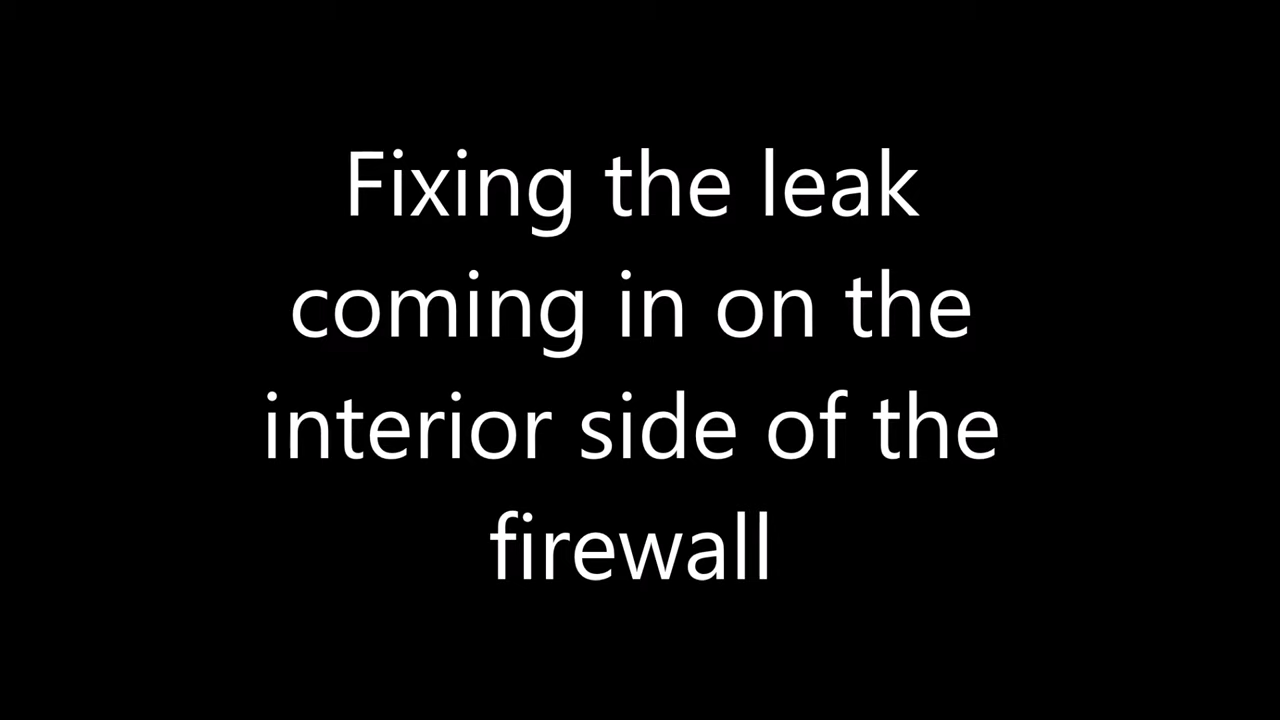 Fixing the leak
coming in on the
interior side of the
firewall